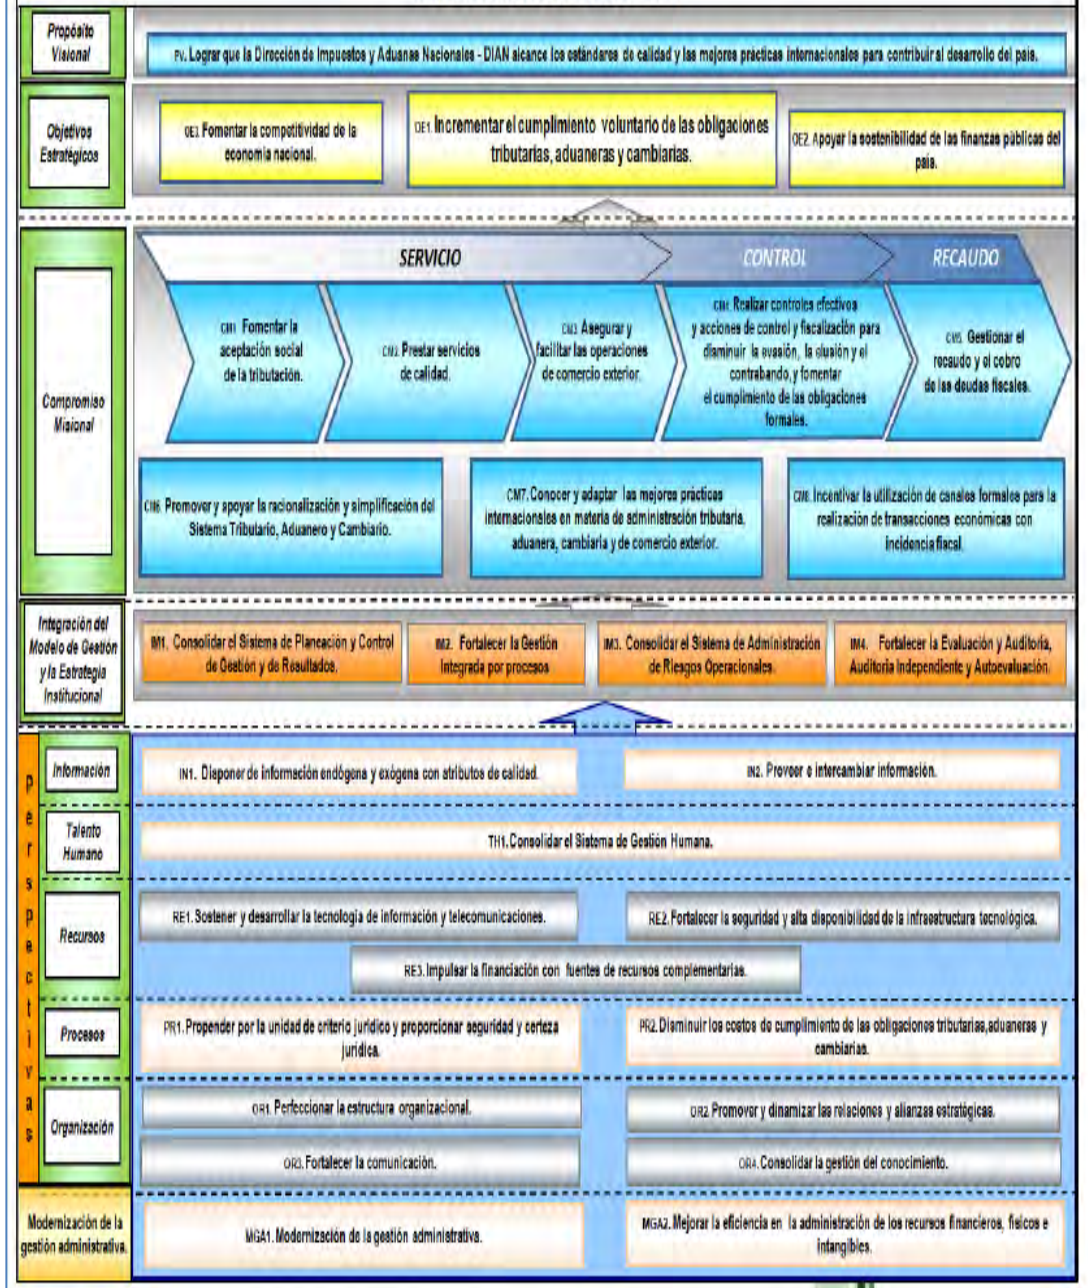 Propósito
Visional
PV. Lograr que la Dirección de Impuestos y Aduanas Nacionales - DIAN alcance los estándares de calidad y las mejores prácticas internacionales para contribuir al desarrollo del país.
Objetivos
Estratégicos
OE3. Fomentar la competitividad de la
economía nacional.
OE1. Incrementar el cumplimiento voluntario de las obligaciones
tributarias, aduaneras y cambiarias.
OE2. Apoyar la sostenibilidad de las finanzas públicas del
país.
Compromiso
Misional
SERVICIO
CONTROL
RECAUDO
CM1. Fomentar la
aceptación social
de la tributación.
CM2. Prestar servicios
de calidad.
CM3. Asegurar y
facilitar las operaciones
de comercio exterior.
CM4. Realizar controles efectivos
y acciones de control y fiscalización para
disminuir la evasión, la elusión y el
contrabando, y fomentar
el cumplimiento de las obligaciones
formales.
CM5. Gestionar el
recaudo y el cobro
de las deudas fiscales.
CM6. Promover y apoyar la racionalización y simplificación del
Sistema Tributario, Aduanero y Cambiario.
CM7. Conocer y adaptar las mejores prácticas
internacionales en materia de administración tributaria,
aduanera, cambiaria y de comercio exterior.
CM8. Incentivar la utilización de canales formales para la
realización de transacciones económicas con
incidencia fiscal.
Integración del
Modelo de Gestión
y la Estrategia
Institucional
IM1. Consolidar el Sistema de Planeación y Control
de Gestión y de Resultados.
IM2. Fortalecer la Gestión
Integrada por procesos
IM3. Consolidar el Sistema de Administración
de Riesgos Operacionales.
IM4. Fortalecer la Evaluación y Auditoría,
Auditoria Independiente y Autoevaluación.
Perspectivas
Información
IN1. Disponer de información endógena y exógena con atributos de calidad.
IN2. Proveer e intercambiar información.
Talento
Humano
TH1. Consolidar el Sistema de Gestión Humana.
Recursos
RE1. Sostener y desarrollar la tecnología de información y telecomunicaciones.
RE2. Fortalecer la seguridad y alta disponibilidad de la infraestructura tecnológica.
RE3. Impulsar la financiación con fuentes de recursos complementarias.
Procesos
PR1. Propender por la unidad de criterio jurídico y proporcionar seguridad y certeza
jurídica.
PR2. Disminuir los costos de cumplimiento de las obligaciones tributarias, aduaneras y
cambiarias.
Organización
OR1. Perfeccionar la estructura organizacional.
OR2. Promover y dinamizar las relaciones y alianzas estratégicas.
OR3. Fortalecer la comunicación.
OR4. Consolidar la gestión del conocimiento.
Modernización de la
gestión administrativa.
MGA1. Modernización de la gestión administrativa.
MGA2. Mejorar la eficiencia en la administración de los recursos financieros, físicos e
intangibles.